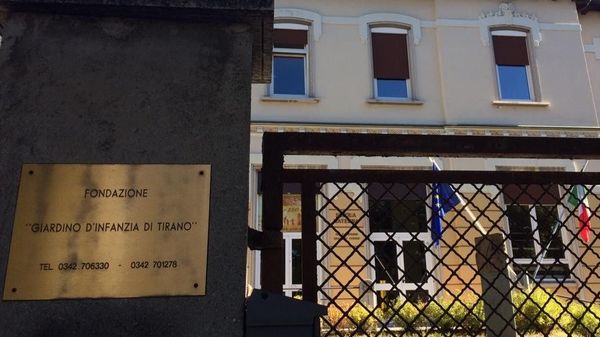 FONDAZIONE
"GIARDINO D'INFANZIA DI TIRANO"
TEL. 0342 706330 - 0342 701278